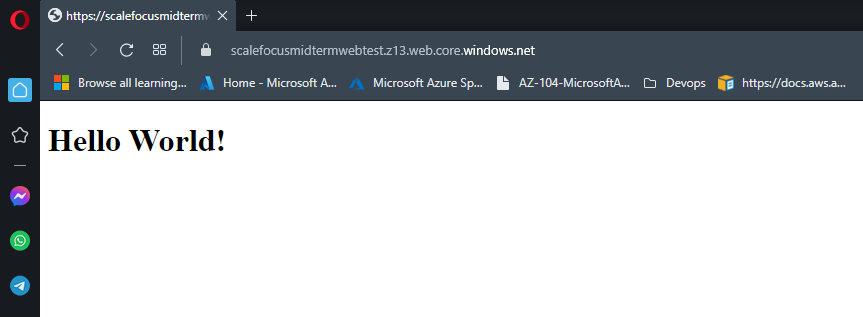 https://scalefocusmidtermw
scalefocusmidtermwebtest.z13.web.core.windows.net
Browse all learning... Home - Microsoft A... Microsoft Azure Sp... AZ-104-MicrosoftA... Devops https://docs.aws.a...
Hello World!